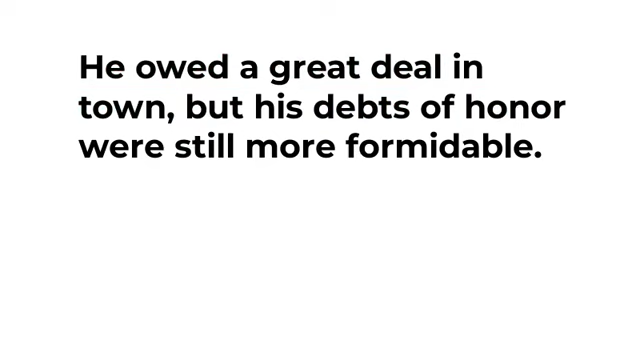 He owed a great deal in
town, but his debts of honor
were still more formidable.